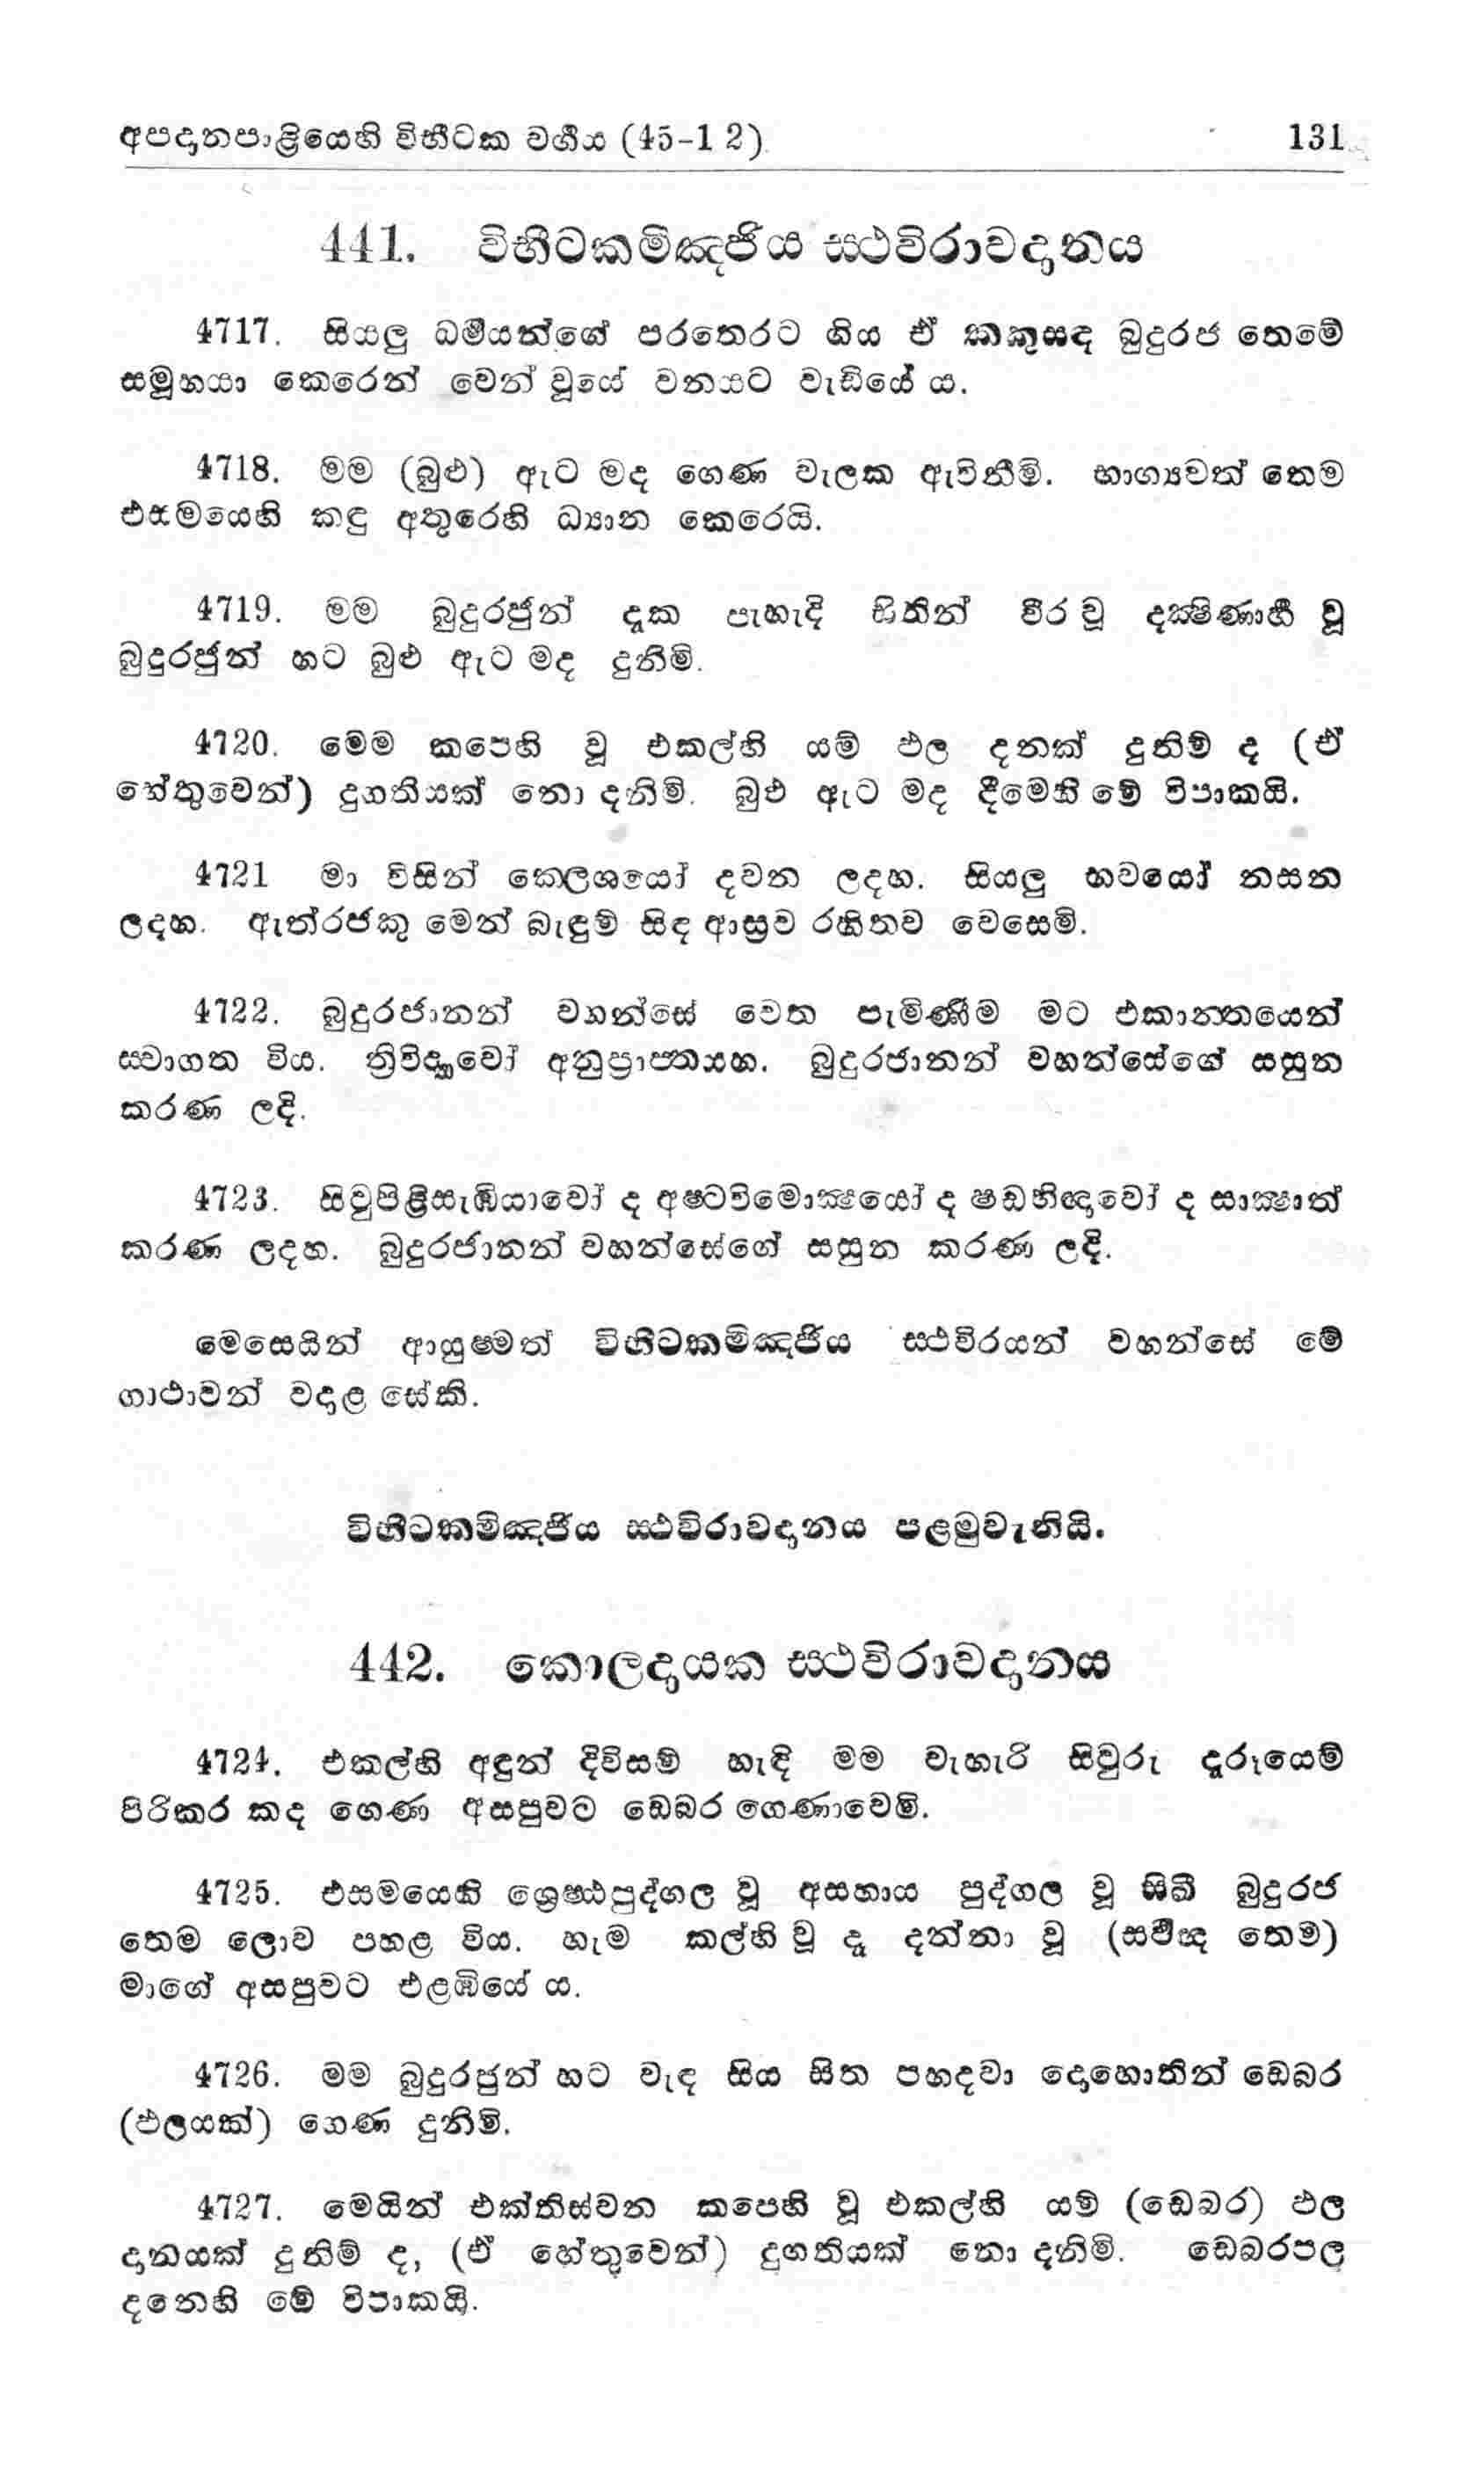 අපදානපාළියෙහි විභීටක වර්‍ගය (45-1 2) 131
441. විභීටකමිඤ්ජිය ස්ථවිරාවදානය
4717. සියලු ධර්‍මයන්ගේ පරතෙරට ගිය ඒ කකුසඳ බුදුරජ තෙමේ
සමූහයා කෙරෙන් වෙන් වූයේ වනයට වැඩියේ ය.
4718. මම (බුළු) ඇට මද ගෙණ වැලක ඇවිනීමි. භාග්‍යවත් තෙම
එසමයෙහි කඳු අතුරෙහි ධ්‍යාන කෙරෙයි.
4719. මම බුදුරජුන් දැක පැහැදි සිතින් වීර වූ දක්‍ෂිණාර්‍හ වූ
බුදුරජුන් හට බුළු ඇට මද දුනිමි.
4720. මෙම කපෙහි වූ එකල්හි යම් ඵල දනක් දුනිම් ද (ඒ
හේතුවෙන්) දුගතියක් නො දනිමි. බුළු ඇට මද දීමෙහි මේ විපාකයි.
4721 මා විසින් කෙලශයෝ දවන ලදහ. සියලු භවයෝ නසන
ලදහ. ඇත්රජකු මෙන් බැඳුම් සිඳ ආස්‍රව රහිතව වෙසෙමි.
4722. බුදුරජානන් වහන්සේ වෙත පැමිණීම මට එකාන්තයෙන්
ස්වාගත විය. ත්‍රිවිද්‍යාවෝ අනුප්‍රාප්තයහ. බුදුරජානන් වහන්සේගේ සසුන
කරණ ලදි.
4723. සිවුපිළිසැඹියාවෝ ද අෂ්ටවිමොක්‍ෂයෝ ද ෂඩභිඥාවෝ ද සාක්‍ෂාත්
කරණ ලදහ. බුදුරජානන් වහන්සේගේ සසුන කරණ ලදි.
මෙසෙයින් ආයුෂ්මත් විභීටකමිඤ්ජිය ස්ථවිරයන් වහන්සේ මේ
ගාථාවන් වදාළ සේකි.
විභීටකමිඤ්ජිය ස්ථවිරාවදානය පළමුවැනියි.
442. කොලදායක ස්ථවිරාවදානය
4724. එකල්හි අඳුන් දිවිසම් හැඳි මම වැහැරි සිවුරු දැරුයෙම්
පිරිකර කද ගෙණ අසපුවට ඩෙබර ගෙණාවෙමි.
4725. එසමයෙහි ශ්‍රෙෂ්ඨපුද්ගල වූ අසහාය පුද්ගල වූ සිඛී බුදුරජ
තෙම ලොව පහළ විය. හැම කල්හි වූ දෑ දන්නා වූ (සර්‍වඥ තෙම)
මාගේ අසපුවට එළඹියේ ය.
4726. මම බුදුරජුන් හට වැඳ සිය සිත පහදවා දෙහොතින් ඩෙබර
(ඵලයක්) ගෙණ දුනිමි.
4727. මෙයින් එක්තිස්වන කපෙහි වූ එකල්හි යම් (ඩෙබර) ඵල
දානයක් දුනිම් ද, (ඒ හේතුවෙන්) දුගතියක් නො දනිමි. ඩෙබරපල
දනෙහි මේ විපාකයි.